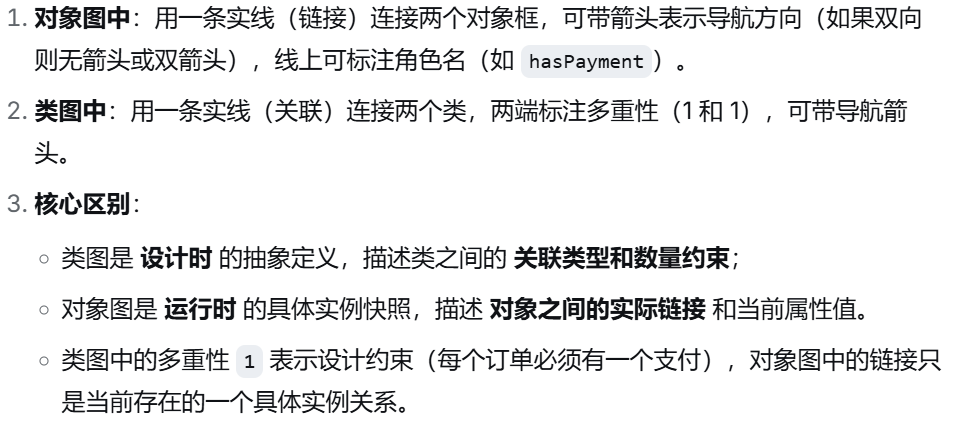 1. 对象图中：用一条实线（链接）连接两个对象框，可带箭头表示导航方向（如果双向
则无箭头或双箭头），线上可标注角色名（如 hasPayment）。
2. 类图中：用一条实线（关联）连接两个类，两端标注多重性（1 和 1），可带导航箭
头。
3. 核心区别：
○ 类图是 设计时 的抽象定义，描述类之间的 关联类型和数量约束；
○ 对象图是 运行时 的具体实例快照，描述 对象之间的实际链接 和当前属性值。
○ 类图中的多重性 1 表示设计约束（每个订单必须有一个支付），对象图中的链接只
是当前存在的一个具体实例关系。